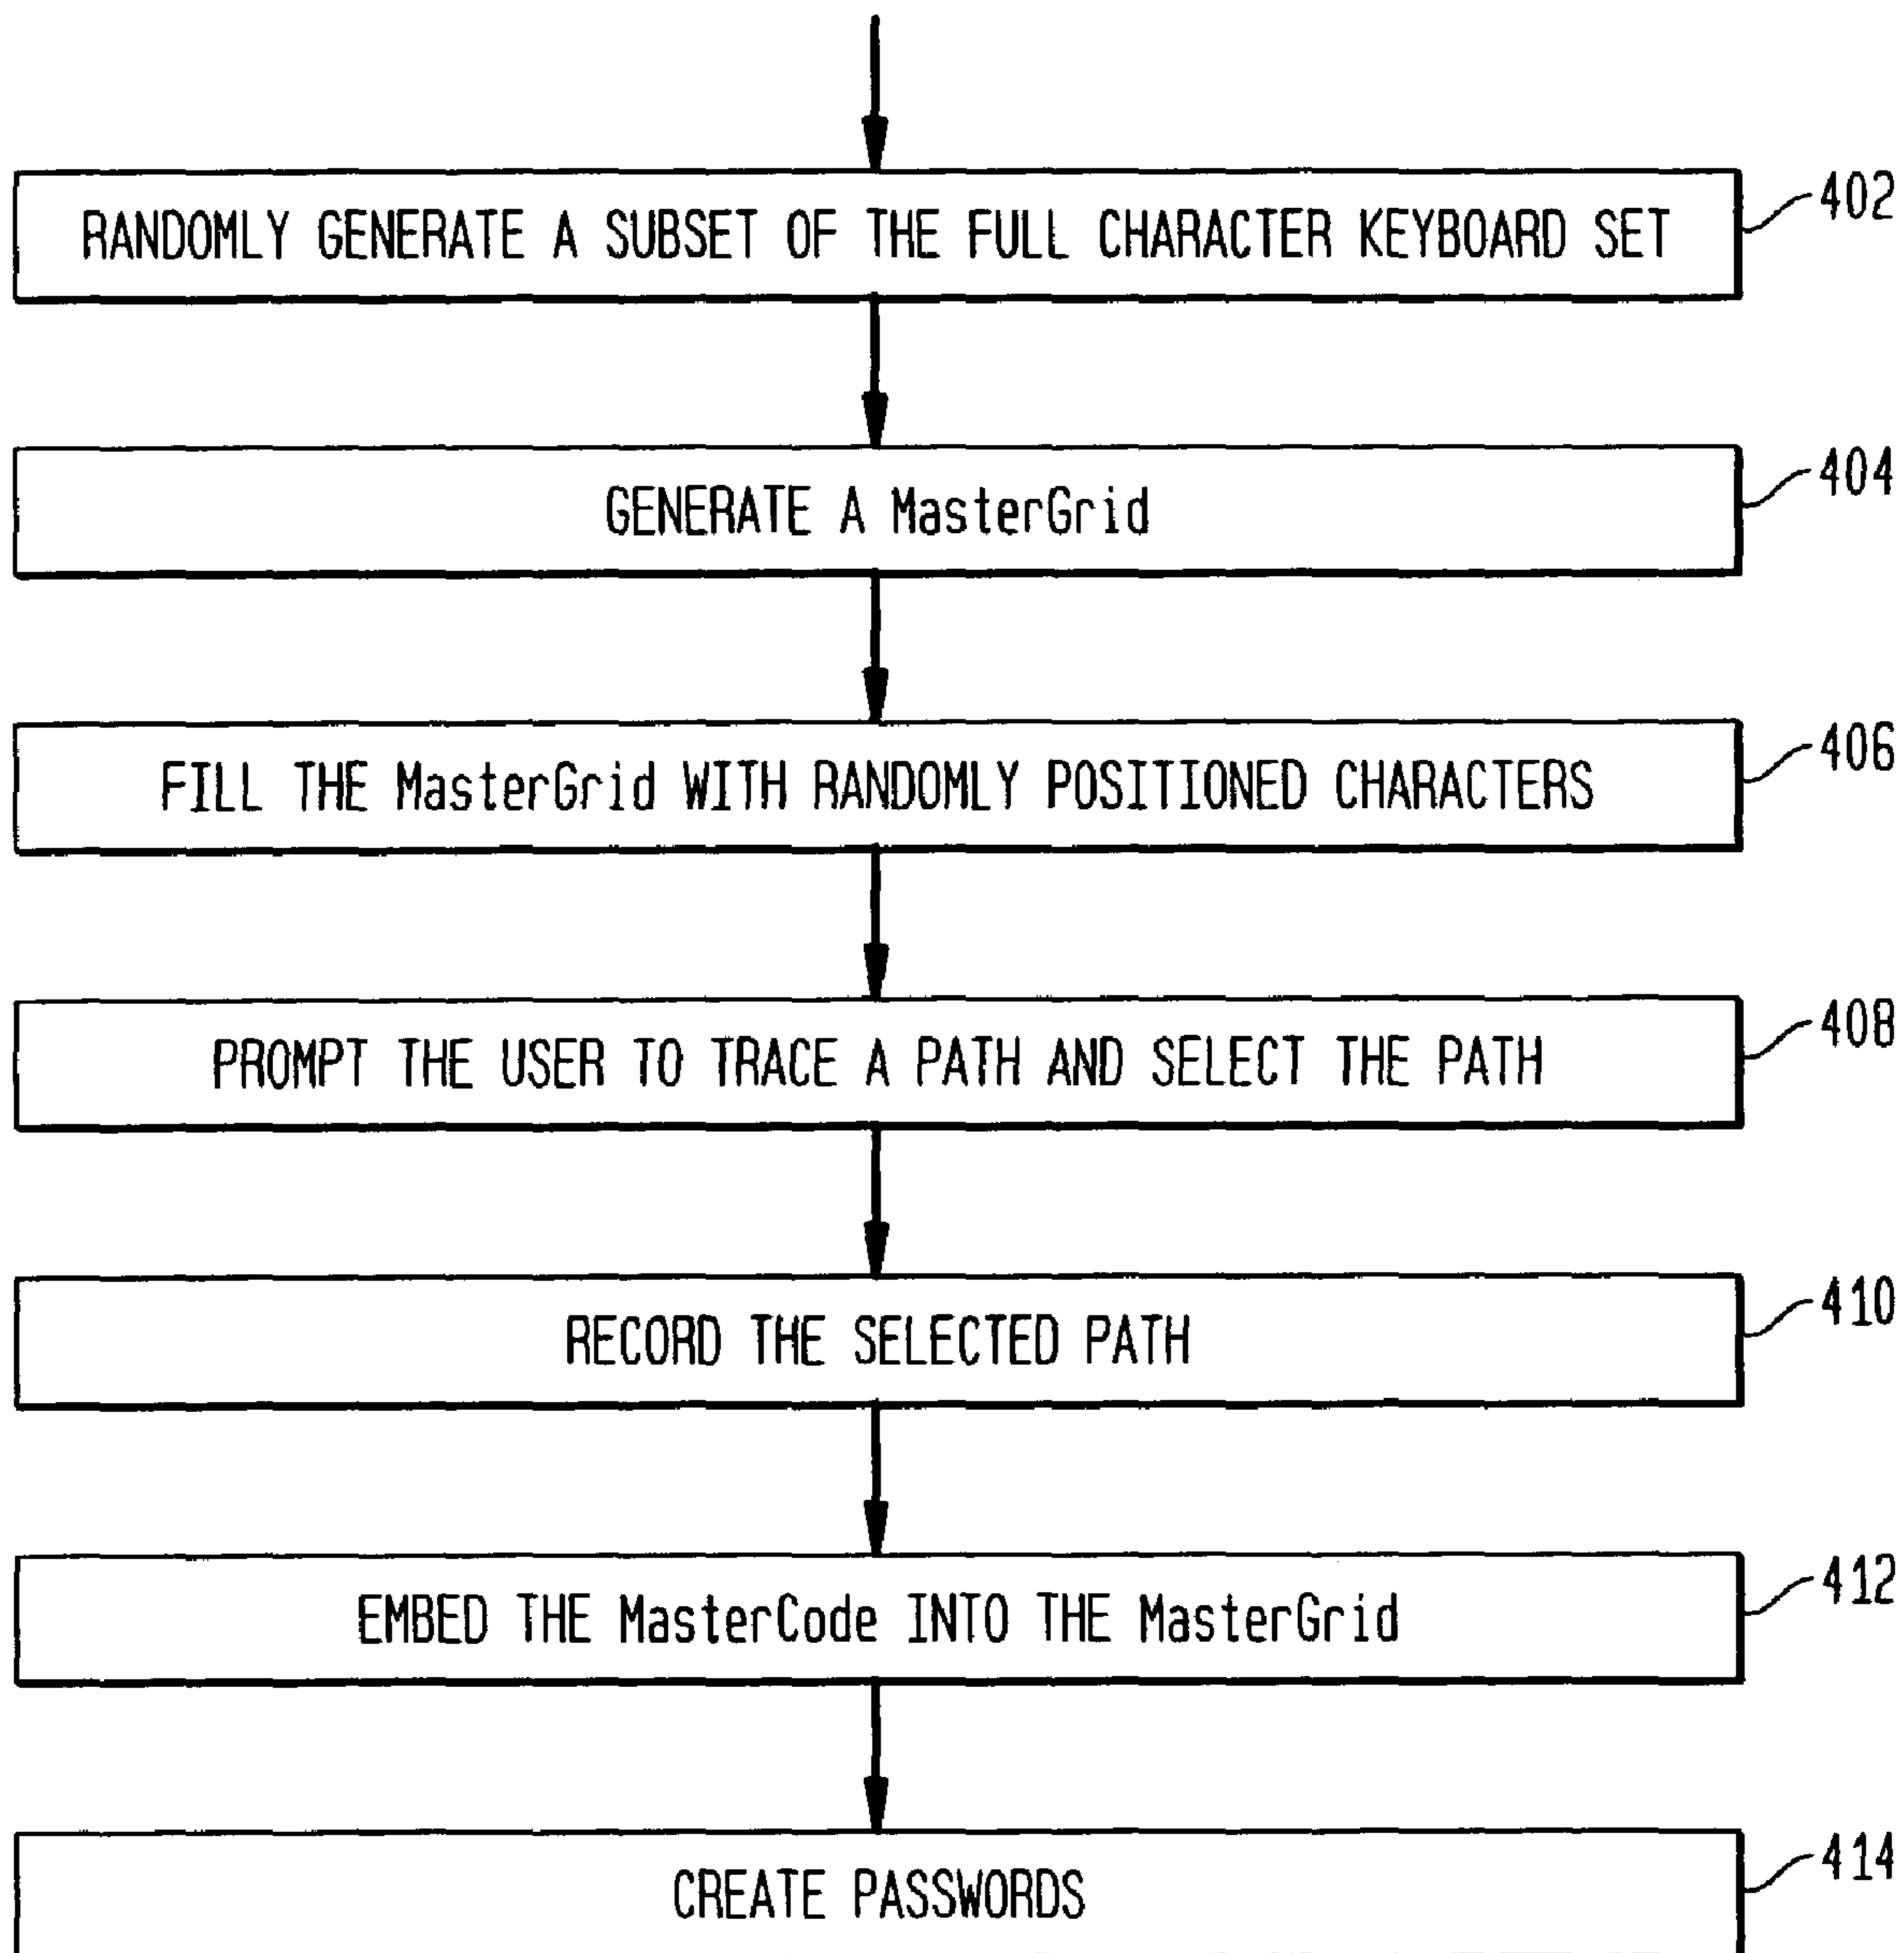 RANDOMLY GENERATE A SUBSET OF THE FULL CHARACTER KEYBOARD SET
402
GENERATE A MasterGrid
404
FILL THE MasterGrid WITH RANDOMLY POSITIONED CHARACTERS
406
PROMPT THE USER TO TRACE A PATH AND SELECT THE PATH
408
RECORD THE SELECTED PATH
410
EMBED THE MasterCode INTO THE MasterGrid
412
CREATE PASSWORDS
414